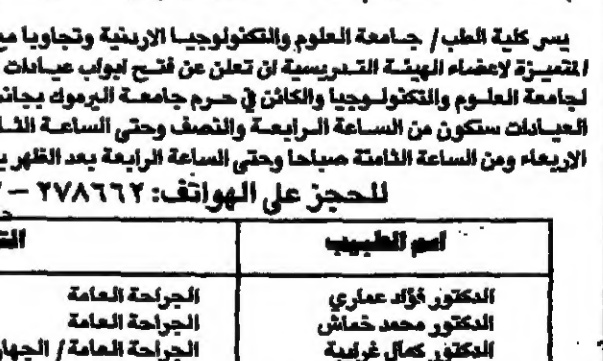 يسر كلية الطب / جامعة العلوم والتكنولوجيا الاردنية وتجاوبا مع
المتميزة لاعضاء الهيئة التدريسية ان تعلن عن فتح ابواب عيادات
لجامعة العلوم والتكنولوجيا والكائن في حرم جامعة اليرموك بجانب
العيادات ستكون من الساعة الرابعة والنصف وحتى الساعة
الاربعاء ومن الساعة الثامنة صباحا وحتى الساعة الرابعة بعد الظهر
للحجز على الهواتف: ٢٧٨٦٦٢ –
اسم الطبيب
الدكتور فؤاد عماري الجراحة العامة
الدكتور محمد خماش الجراحة العامة
الدكتور كمال غرايبة الجراحة العامة /